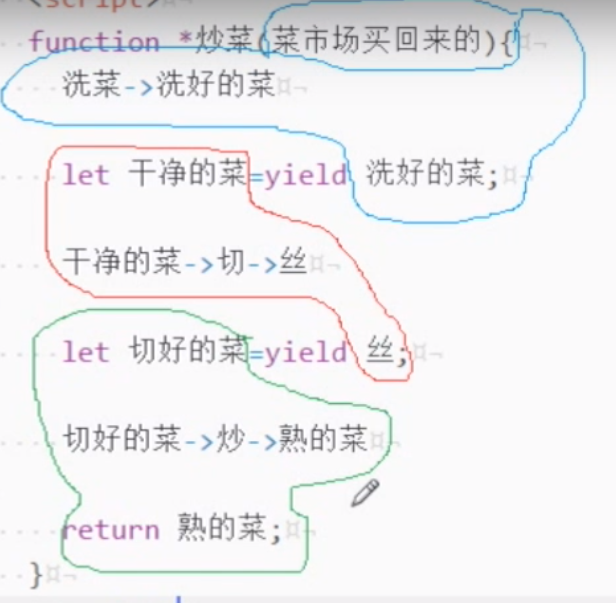 <script>
function *炒菜(菜市场买回来的){
洗菜->洗好的菜
let 干净的菜=yield 洗好的菜;
干净的菜->切->丝
let 切好的菜=yield 丝;
切好的菜->炒->熟的菜
return 熟的菜;
}